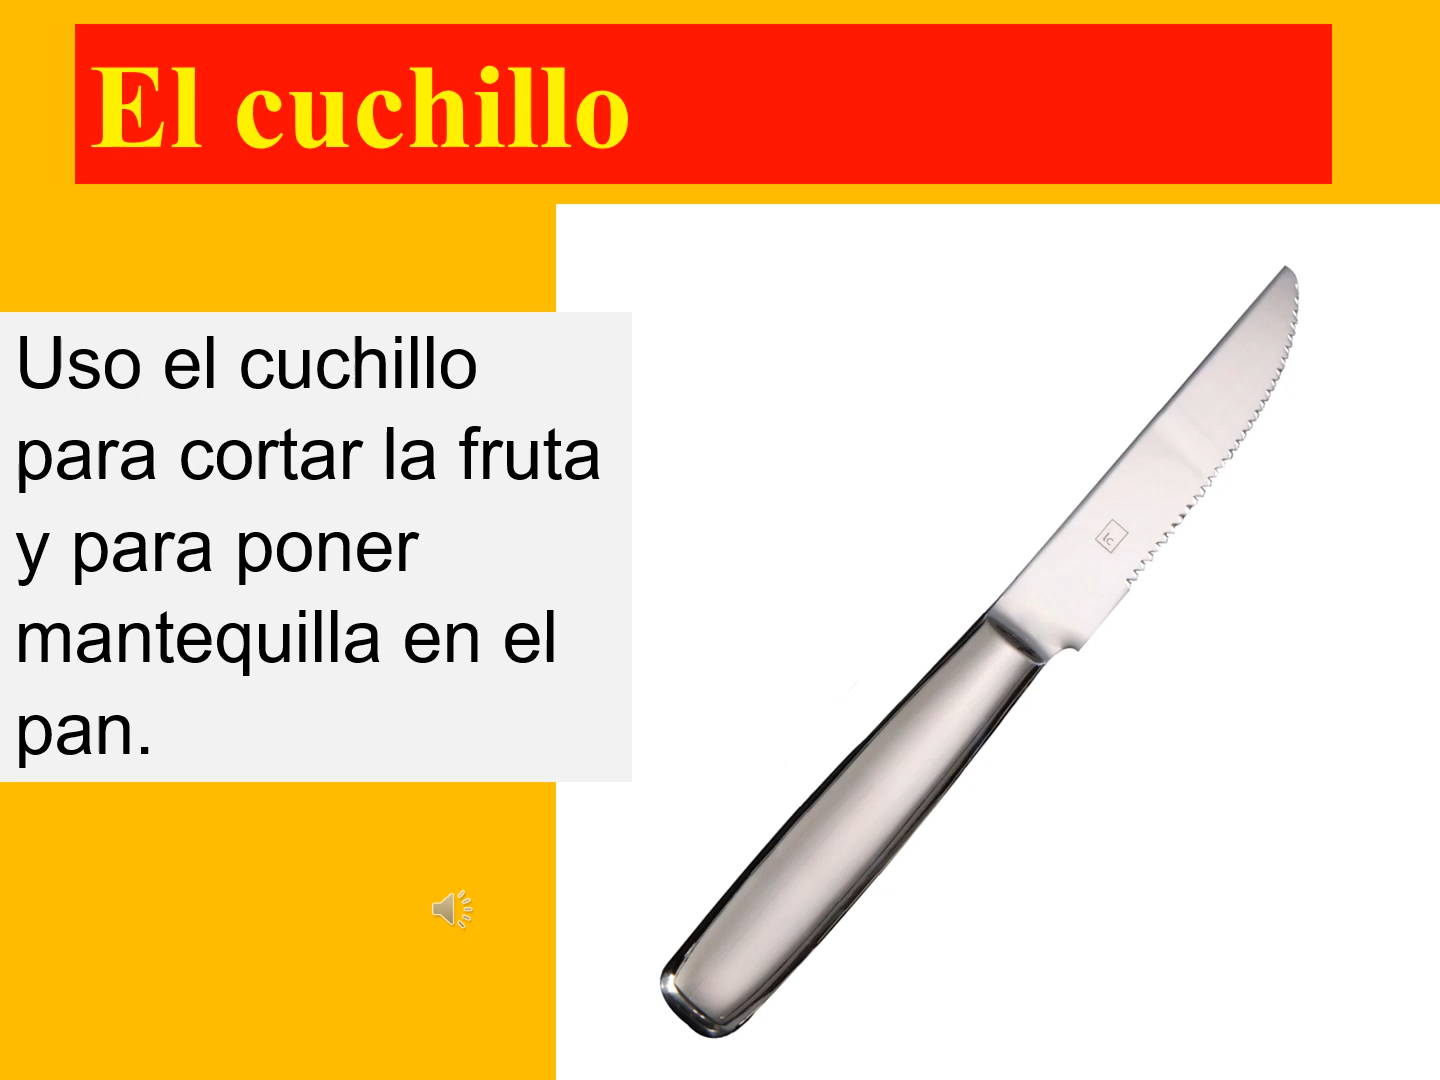 El cuchillo
Uso el cuchillo
para cortar la fruta
y para poner
mantequilla en el
pan.